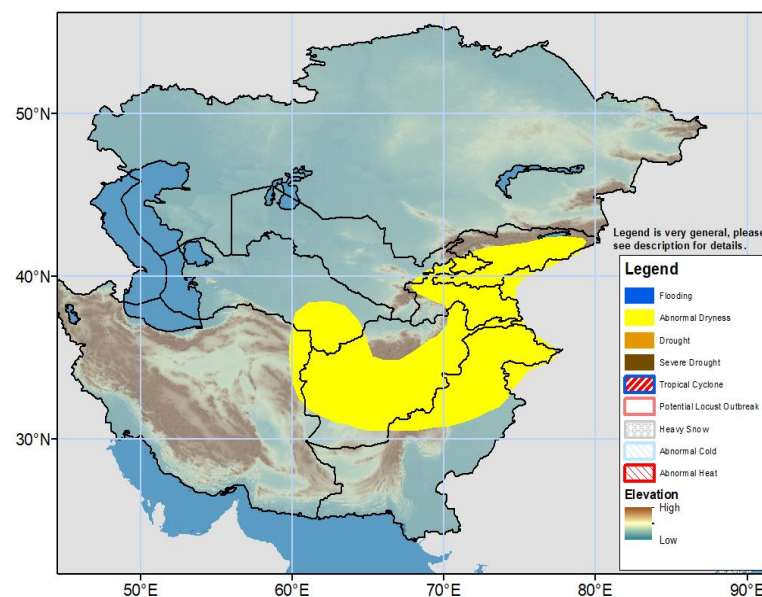 50°N
40°N
30°N
50°E
60°E
70°E
80°E
90°E
Legend is very general, please
see description for details.
Legend
Flooding
Abnormal Dryness
Drought
Severe Drought
Tropical Cyclone
Potential Locust Outbreak
Heavy Snow
Abnormal Cold
Abnormal Heat
Elevation
High
Low